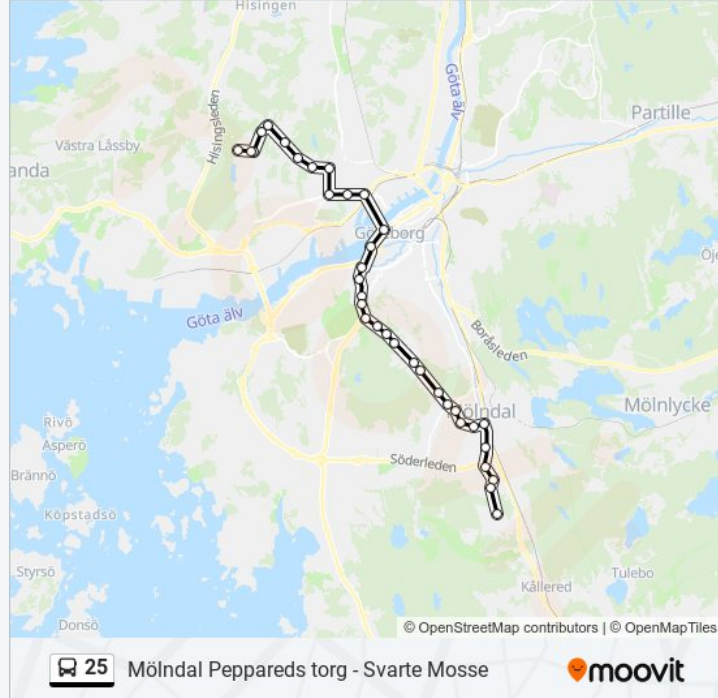 Hisingen
Göta älv
Partille
Hisingsleden
Västra Låssby
anda
Göteborg
Öje
Göta älv
Boråsleden
Mölndal
Mölnlycke
Rivö
Asperö
Söderleden
Brännö
Köpstadsö
Styrsö
Tulebo
Kållered
Donsö
© OpenStreetMap contributors | © OpenMapTiles
25 Mölndal Peppareds torg - Svarte Mosse moovit